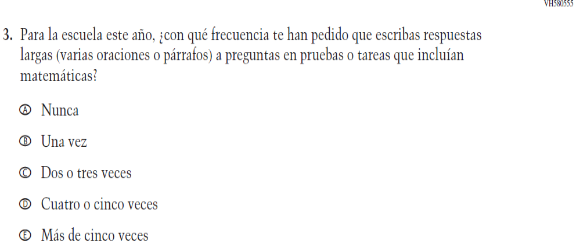 VH580555
3. Para la escuela este año, ¿con qué frecuencia te han pedido que escribas respuestas
largas (varias oraciones o párrafos) a preguntas en pruebas o tareas que incluían
matemáticas?
Ⓐ Nunca
Ⓑ Una vez
Ⓒ Dos o tres veces
Ⓓ Cuatro o cinco veces
Ⓔ Más de cinco veces